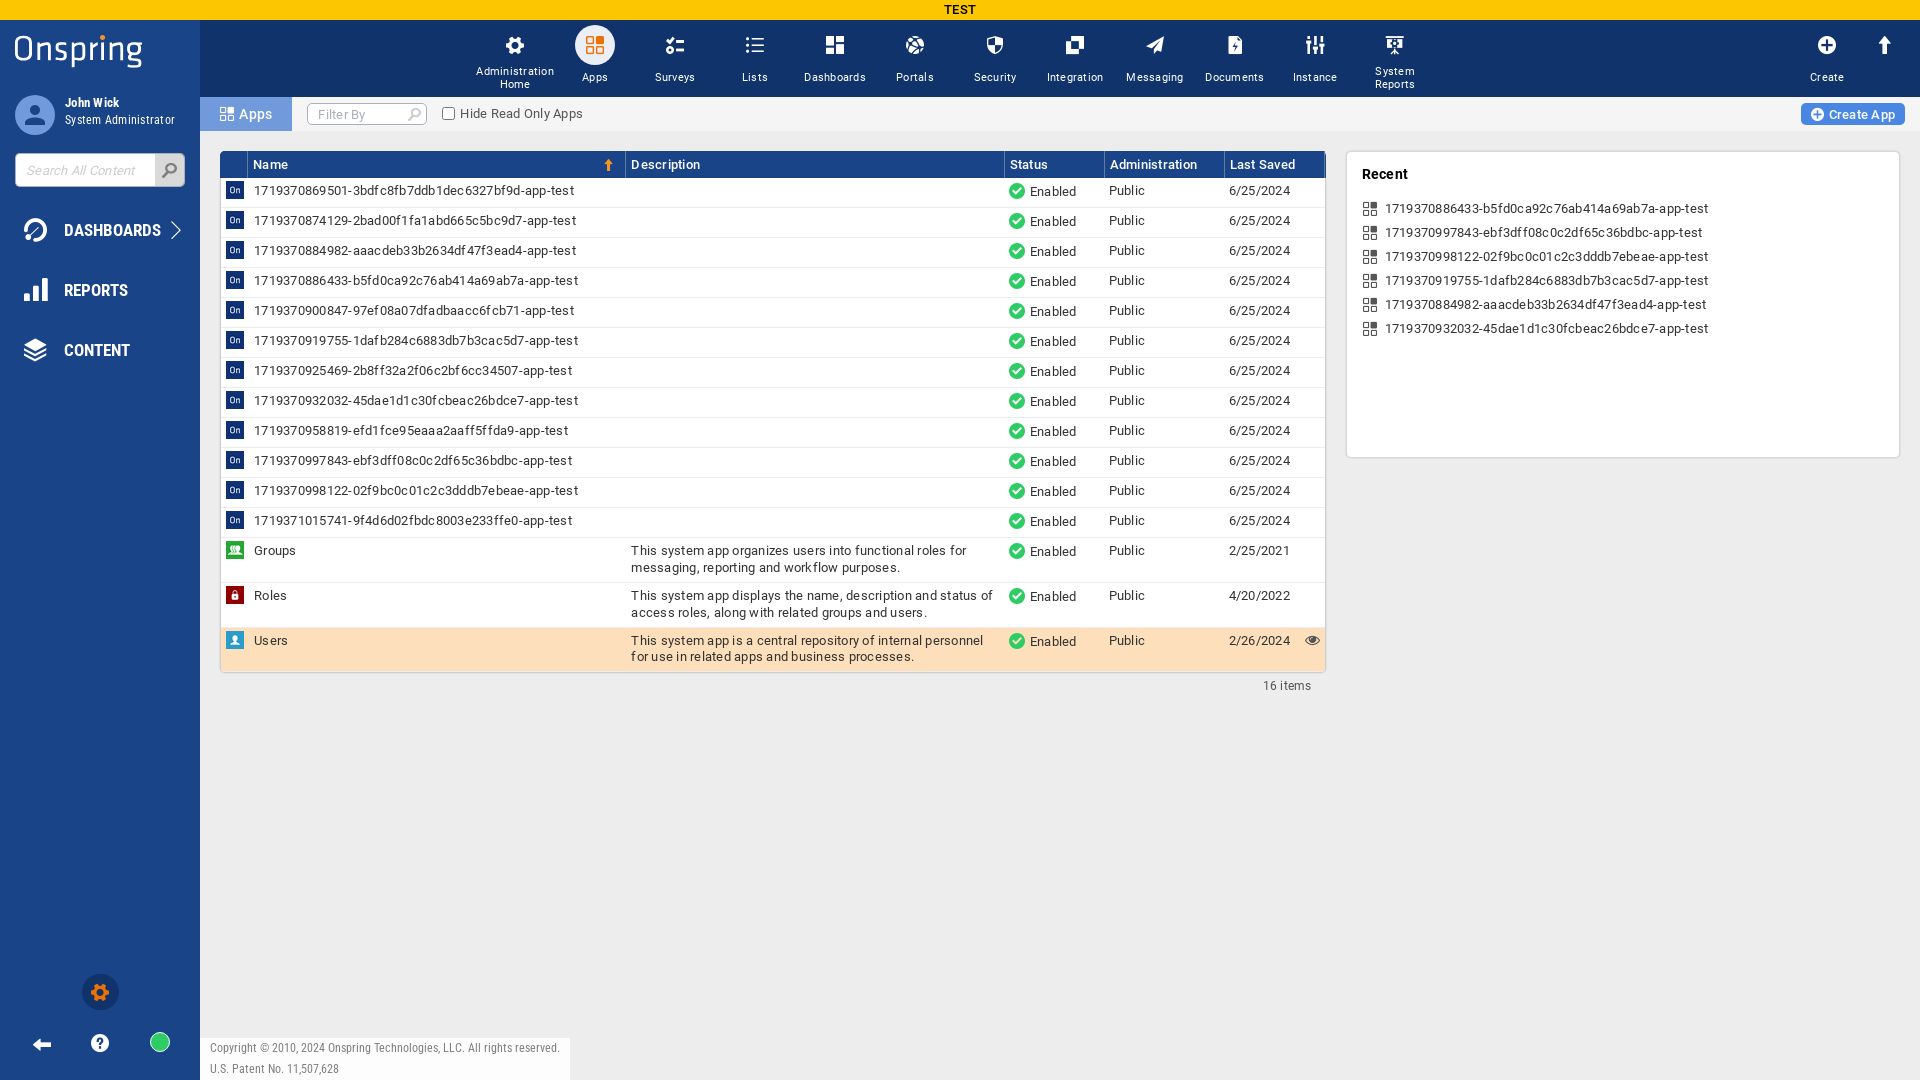 TEST
Onspring
John Wick
System Administrator
Search All Content
DASHBOARDS
REPORTS
CONTENT
Administration Home
Apps
Surveys
Lists
Dashboards
Portals
Security
Integration
Messaging
Documents
Instance
System Reports
Create
Apps
Filter By
Hide Read Only Apps
Create App
Name Description Status Administration Last Saved
On 1719370869501-3bdfc8fb7ddb1dec6327bf9d-app-test Enabled Public 6/25/2024
On 1719370874129-2bad00f1fa1abd665c5bc9d7-app-test Enabled Public 6/25/2024
On 1719370884982-aaacdeb33b2634df47f3ead4-app-test Enabled Public 6/25/2024
On 1719370886433-b5fd0ca92c76ab414a69ab7a-app-test Enabled Public 6/25/2024
On 1719370900847-97ef08a07dfadbaacc6fcb71-app-test Enabled Public 6/25/2024
On 1719370919755-1dafb284c6883db7b3cac5d7-app-test Enabled Public 6/25/2024
On 1719370925469-2b8ff32a2f06c2bf6cc34507-app-test Enabled Public 6/25/2024
On 1719370932032-45dae1d1c30fcbeac26bdce7-app-test Enabled Public 6/25/2024
On 1719370958819-efd1fce95eaaa2aaff5ffda9-app-test Enabled Public 6/25/2024
On 1719370997843-ebf3dff08c0c2df65c36bdbc-app-test Enabled Public 6/25/2024
On 1719370998122-02f9bc0c01c2c3dddb7ebeae-app-test Enabled Public 6/25/2024
On 1719371015741-9f4d6d02fbdc8003e233ffe0-app-test Enabled Public 6/25/2024
Groups This system app organizes users into functional roles for Enabled Public 2/25/2021
messaging, reporting and workflow purposes.
Roles This system app displays the name, description and status of Enabled Public 4/20/2022
access roles, along with related groups and users.
Users This system app is a central repository of internal personnel Enabled Public 2/26/2024
for use in related apps and business processes.
16 items
Recent
1719370886433-b5fd0ca92c76ab414a69ab7a-app-test
1719370997843-ebf3dff08c0c2df65c36bdbc-app-test
1719370998122-02f9bc0c01c2c3dddb7ebeae-app-test
1719370919755-1dafb284c6883db7b3cac5d7-app-test
1719370884982-aaacdeb33b2634df47f3ead4-app-test
1719370932032-45dae1d1c30fcbeac26bdce7-app-test
Copyright © 2010, 2024 Onspring Technologies, LLC. All rights reserved.
U.S. Patent No. 11,507,628